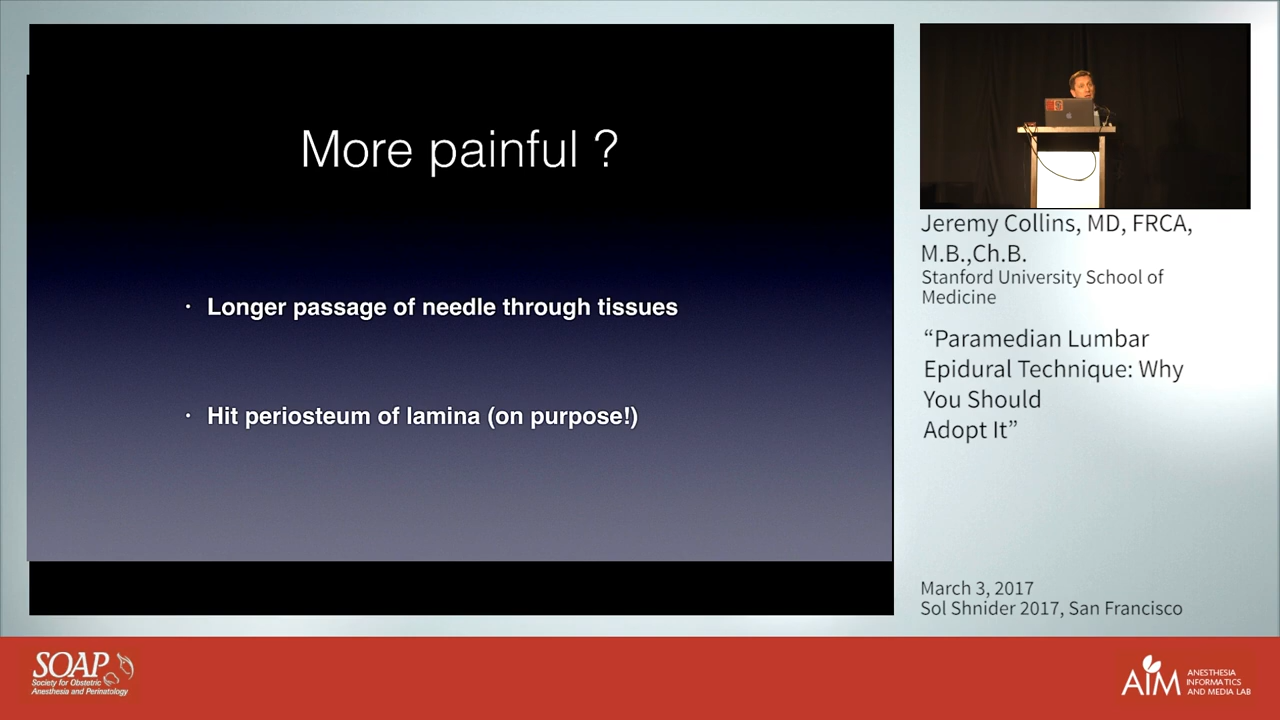 More painful ?
· Longer passage of needle through tissues
· Hit periosteum of lamina (on purpose!)
Jeremy Collins, MD, FRCA,
M.B.,Ch.B.
Stanford University School of
Medicine
“Paramedian Lumbar
Epidural Technique: Why
You Should
Adopt It”
March 3, 2017
Sol Shnider 2017, San Francisco
SOAP
Society for Obstetric
Anesthesia and Perinatology
AIM
ANESTHESIA
INFORMATICS
AND MEDIA LAB